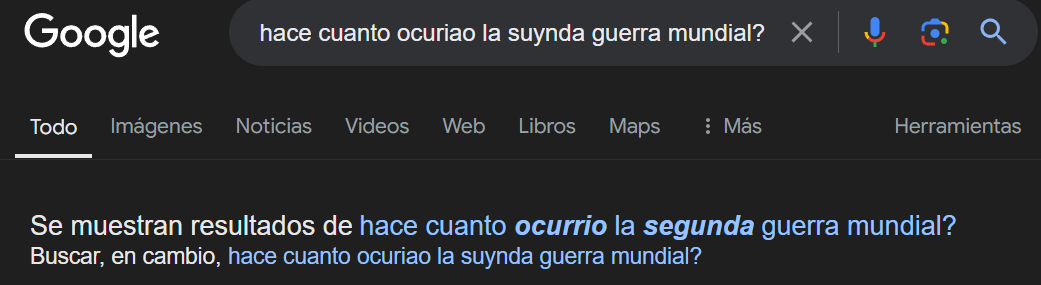 Google hace cuanto ocuriao la suynda guerra mundial?
Todo Imágenes Noticias Videos Web Libros Maps Más Herramientas
Se muestran resultados de hace cuanto ocurrio la segunda guerra mundial?
Buscar, en cambio, hace cuanto ocuriao la suynda guerra mundial?